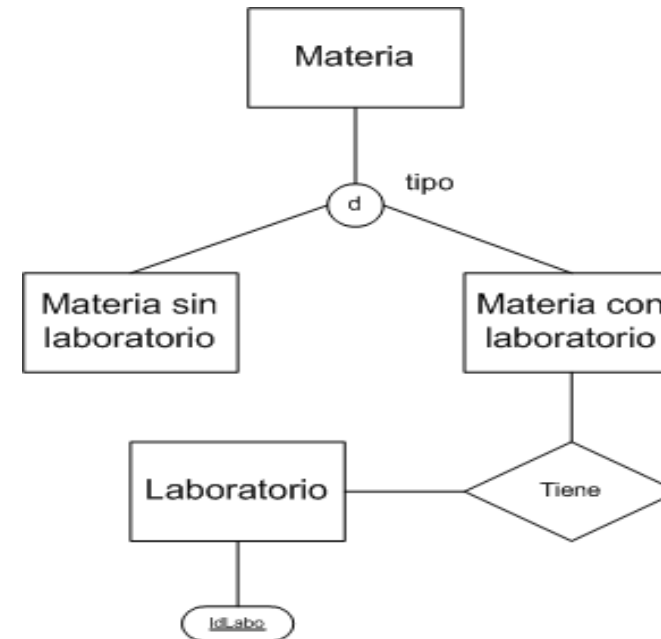 Materia
tipo
d
Materia sin
laboratorio
Materia con
laboratorio
Laboratorio
Tiene
IdLabo